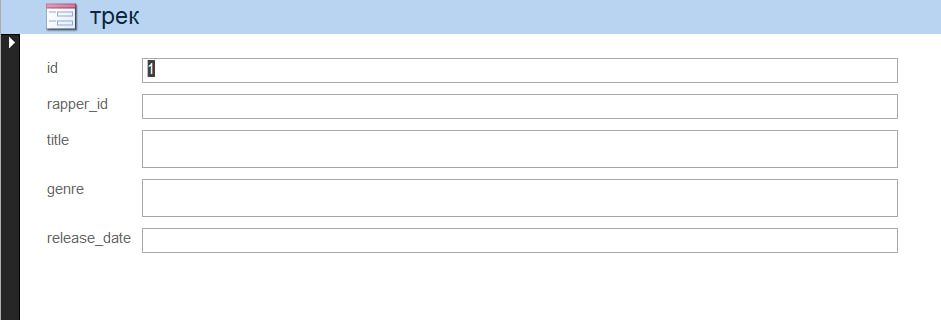 трек
id 1
rapper_id
title
genre
release_date